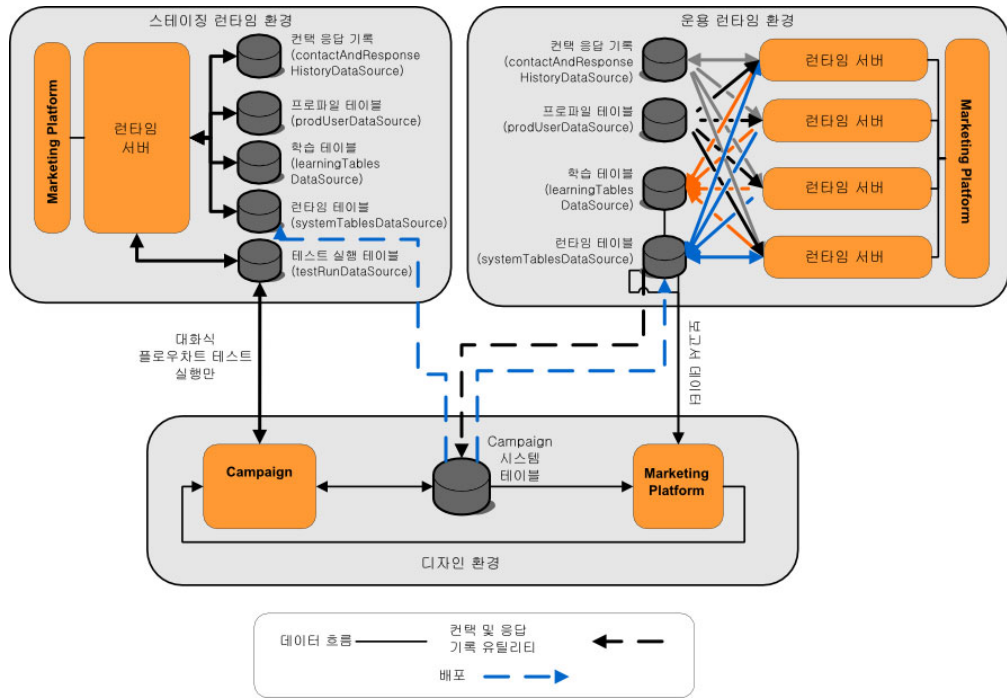 스테이징 런타임 환경
Marketing Platform
런타임
서버
컨택 응답 기록
(contactAndResponse
HistoryDataSource)
프로파일 테이블
(prodUserDataSource)
학습 테이블
(learningTables
DataSource)
런타임 테이블
(systemTablesDataSource)
테스트 실행 테이블
(testRunDataSource)
운용 런타임 환경
컨택 응답 기록
(contactAndResponse
HistoryDataSource)
프로파일 테이블
(prodUserDataSource)
학습 테이블
(learningTables
DataSource)
런타임 테이블
(systemTablesDataSource)
런타임 서버
런타임 서버
런타임 서버
런타임 서버
Marketing Platform
대화식
플로우차트 테스트
실행만
보고서 데이터
Campaign
Campaign
시스템
테이블
Marketing
Platform
디자인 환경
데이터 흐름
컨택 및 응답
기록 유틸리티
배포